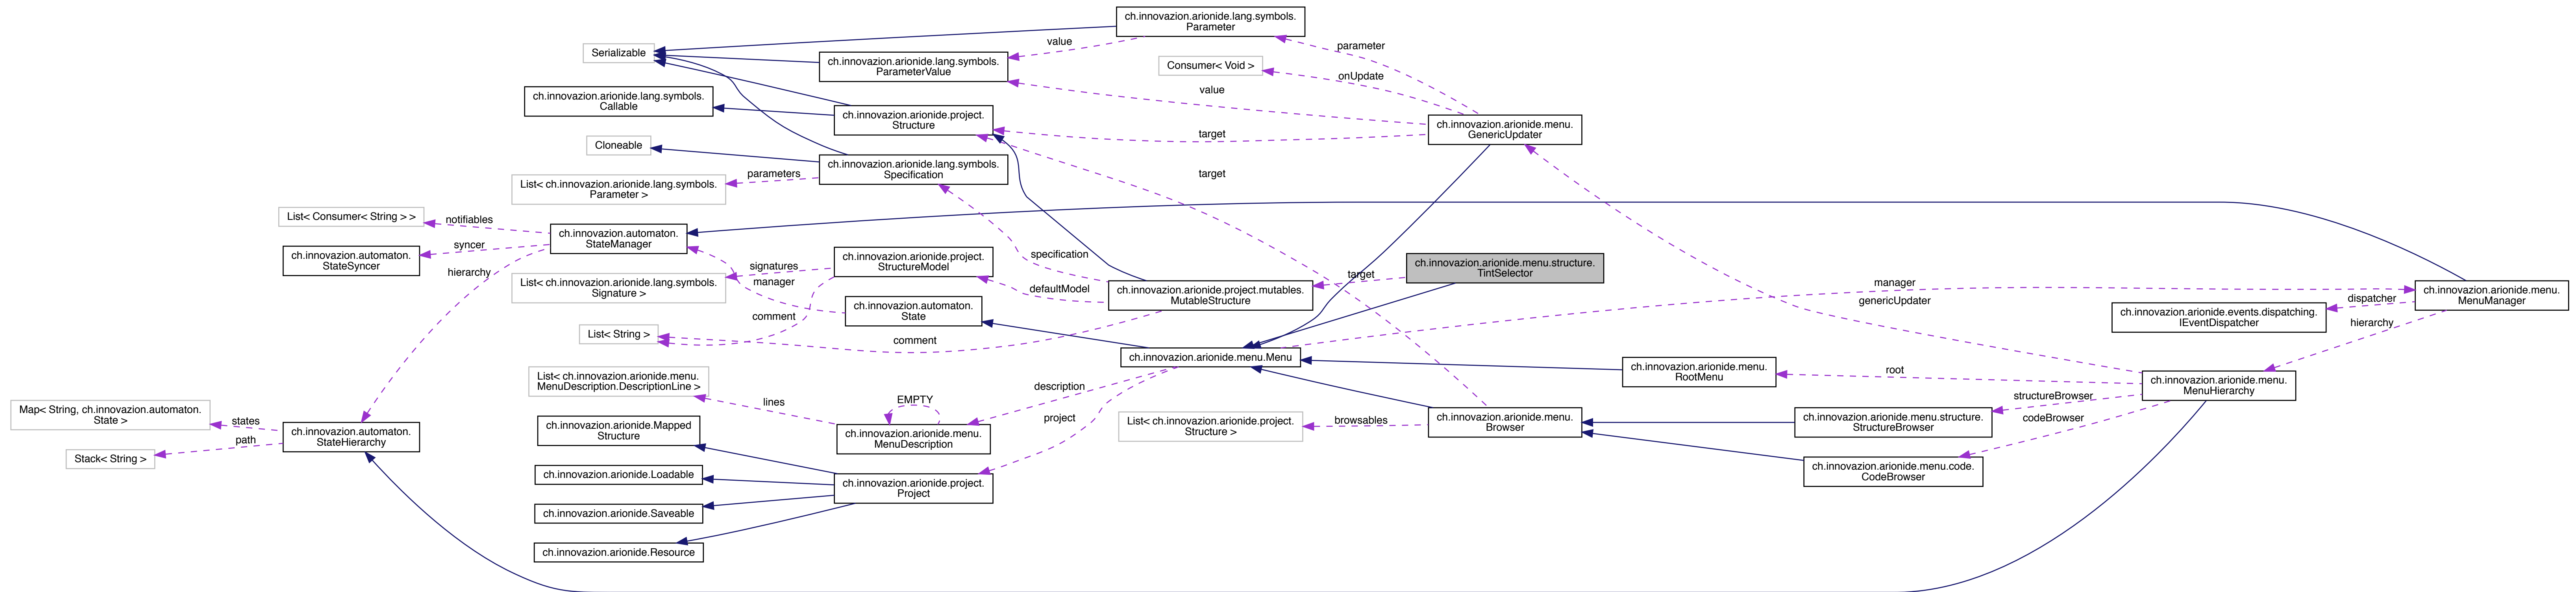 ch.innovazion.arionide.lang.symbols.
Parameter
Serializable
value
parameter
ch.innovazion.arionide.lang.symbols.
ParameterValue
Consumer< Void >
onUpdate
ch.innovazion.arionide.lang.symbols.
Callable
value
ch.innovazion.arionide.project.
Structure
ch.innovazion.arionide.menu.
GenericUpdater
target
Cloneable
ch.innovazion.arionide.lang.symbols.
Specification
parameters
List< ch.innovazion.arionide.lang.symbols.
Parameter >
target
List< Consumer< String > >
notifiables
ch.innovazion.automaton.
StateManager
syncer
ch.innovazion.automaton.
StateSyncer
hierarchy
ch.innovazion.arionide.project.
StructureModel
specification
ch.innovazion.arionide.menu.structure.
TintSelector
signatures
target
List< ch.innovazion.arionide.lang.symbols.
Signature >
manager
defaultModel
ch.innovazion.arionide.project.mutables.
MutableStructure
manager
ch.innovazion.arionide.menu.
MenuManager
genericUpdater
dispatcher
ch.innovazion.automaton.
State
comment
ch.innovazion.arionide.events.dispatching.
IEventDispatcher
hierarchy
List< String >
comment
ch.innovazion.arionide.menu.Menu
ch.innovazion.arionide.menu.
RootMenu
root
List< ch.innovazion.arionide.menu.
MenuDescription.DescriptionLine >
description
ch.innovazion.arionide.menu.
MenuHierarchy
lines
EMPTY
structureBrowser
Map< String, ch.innovazion.automaton.
State >
states
path
project
List< ch.innovazion.arionide.project.
Structure >
browsables
ch.innovazion.arionide.menu.
Browser
ch.innovazion.arionide.menu.structure.
StructureBrowser
codeBrowser
ch.innovazion.automaton.
StateHierarchy
ch.innovazion.arionide.Mapped
Structure
ch.innovazion.arionide.menu.
MenuDescription
Stack< String >
ch.innovazion.arionide.menu.code.
CodeBrowser
ch.innovazion.arionide.Loadable
ch.innovazion.arionide.project.
Project
ch.innovazion.arionide.Saveable
ch.innovazion.arionide.Resource